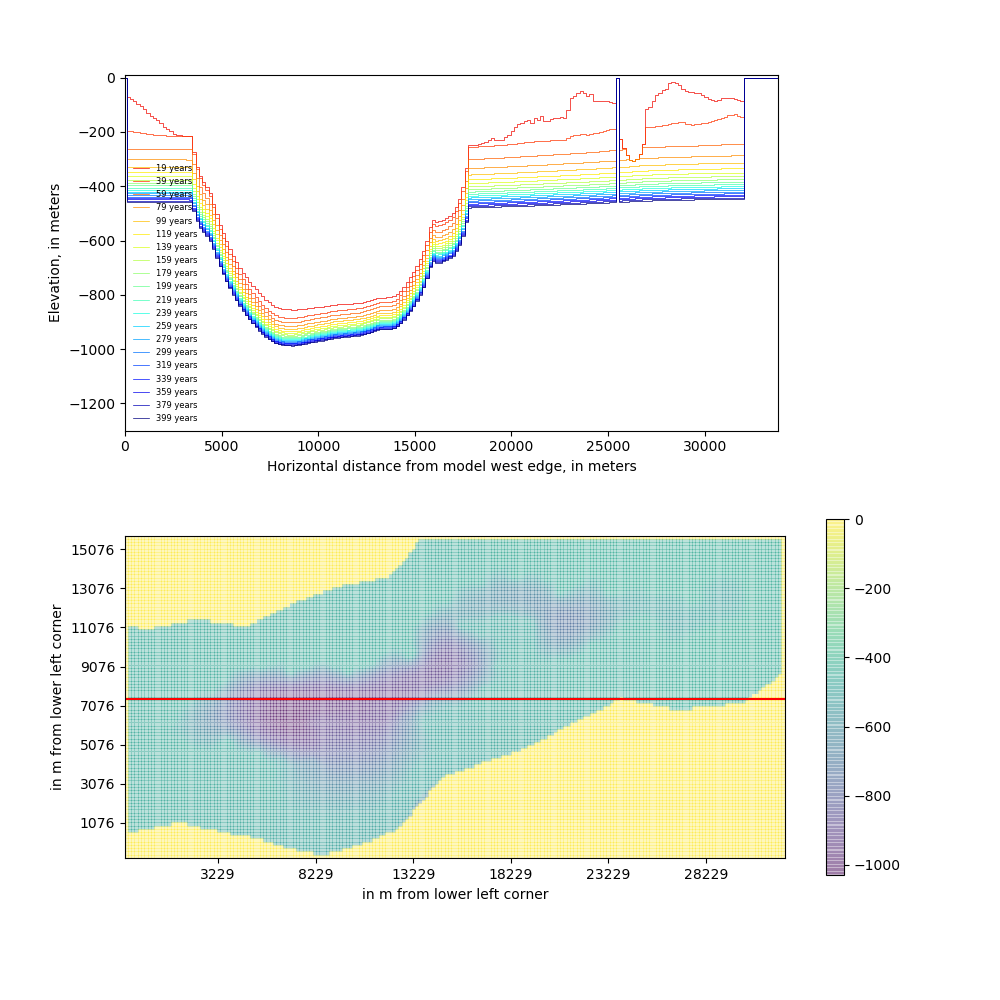 0
−200
−400
−600
−800
−1000
−1200
Elevation, in meters
19 years
39 years
59 years
79 years
99 years
119 years
139 years
159 years
179 years
199 years
219 years
239 years
259 years
279 years
299 years
319 years
339 years
359 years
379 years
399 years
0 5000 10000 15000 20000 25000 30000
Horizontal distance from model west edge, in meters
15076
13076
11076
9076
7076
5076
3076
1076
in m from lower left corner
3229 8229 13229 18229 23229 28229
in m from lower left corner
0
−200
−400
−600
−800
−1000